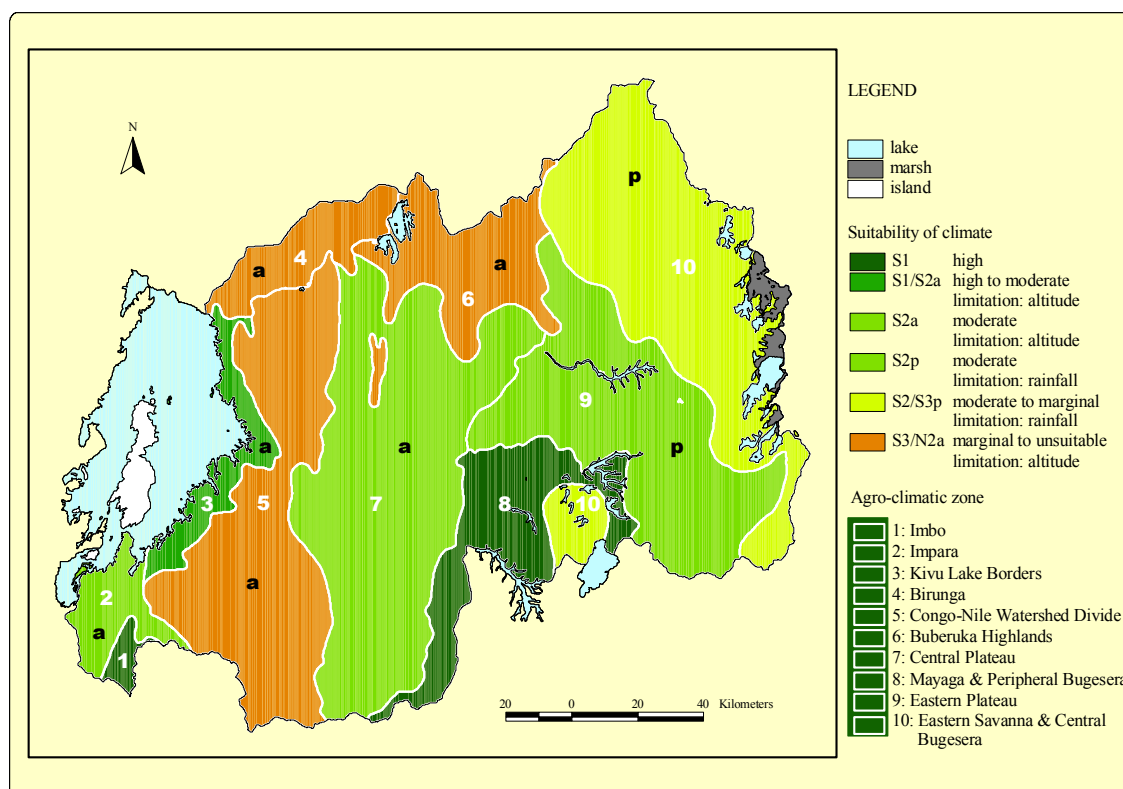 N
p
10
4
a
a
6
a
9
a
p
3
5
7
8
10
a
2
a
1
20 0 20 40 Kilometers
LEGEND
lake
marsh
island
Suitability of climate
S1 high
S1/S2a high to moderate
limitation: altitude
S2a moderate
limitation: altitude
S2p moderate
limitation: rainfall
S2/S3p moderate to marginal
limitation: rainfall
S3/N2a marginal to unsuitable
limitation: altitude
Agro-climatic zone
1: Imbo
2: Impara
3: Kivu Lake Borders
4: Birunga
5: Congo-Nile Watershed Divide
6: Buberuka Highlands
7: Central Plateau
8: Mayaga & Peripheral Bugesera
9: Eastern Plateau
10: Eastern Savanna & Central
Bugesera